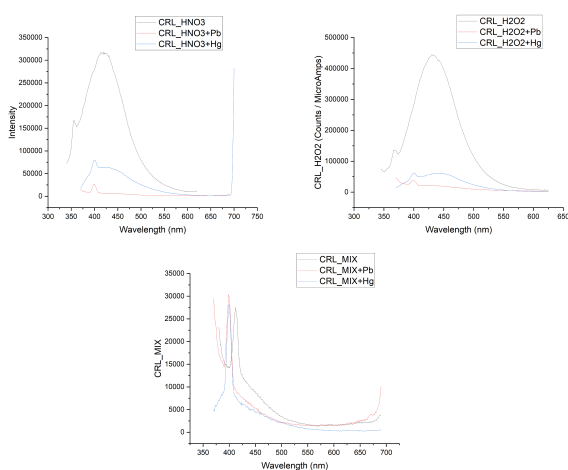 CRL_HNO3
CRL_HNO3+Pb
CRL_HNO3+Hg
350000
300000
250000
200000
150000
100000
50000
0
Intensity
300 350 400 450 500 550 600 650 700 750
Wavelength (nm)
CRL_H2O2
CRL_H2O2+Pb
CRL_H2O2+Hg
500000
400000
300000
200000
100000
0
CRL_H2O2 (Counts / MicroAmps)
300 350 400 450 500 550 600 650
Wavelength (nm)
CRL_MIX
CRL_MIX+Pb
CRL_MIX+Hg
35000
30000
25000
20000
15000
10000
5000
0
CRL_MIX
350 400 450 500 550 600 650 700
Wavelength (nm)